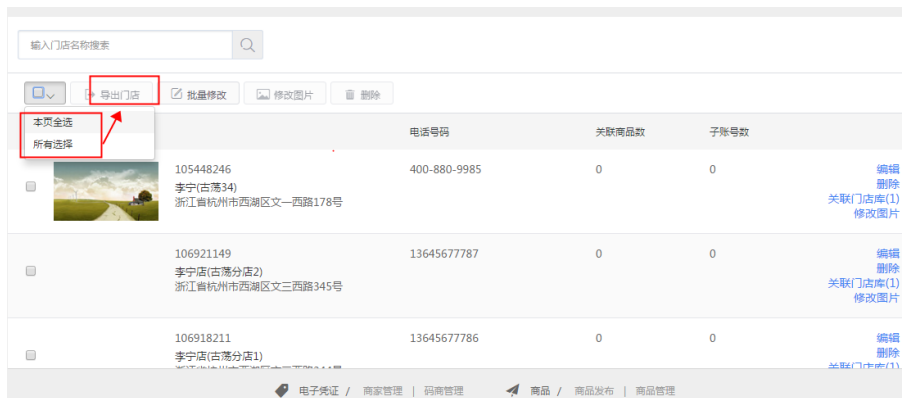 输入门店名称搜索
导出门店 批量修改 修改图片 删除
本页全选
所有选择
电话号码 关联商品数 子账号数
105448246 400-880-9985 0 0 编辑
李宁(古荡34) 删除
浙江省杭州市西湖区文一西路178号 关联门店库(1)
修改图片
106921149 13645677787 0 0 编辑
李宁店(古荡分店2) 删除
浙江省杭州市西湖区文三西路345号 关联门店库(1)
修改图片
106918211 13645677786 0 0 编辑
李宁店(古荡分店1) 删除
关联门店库(1)
电子凭证 / 商家管理 | 码商管理 商品 / 商品发布 | 商品管理